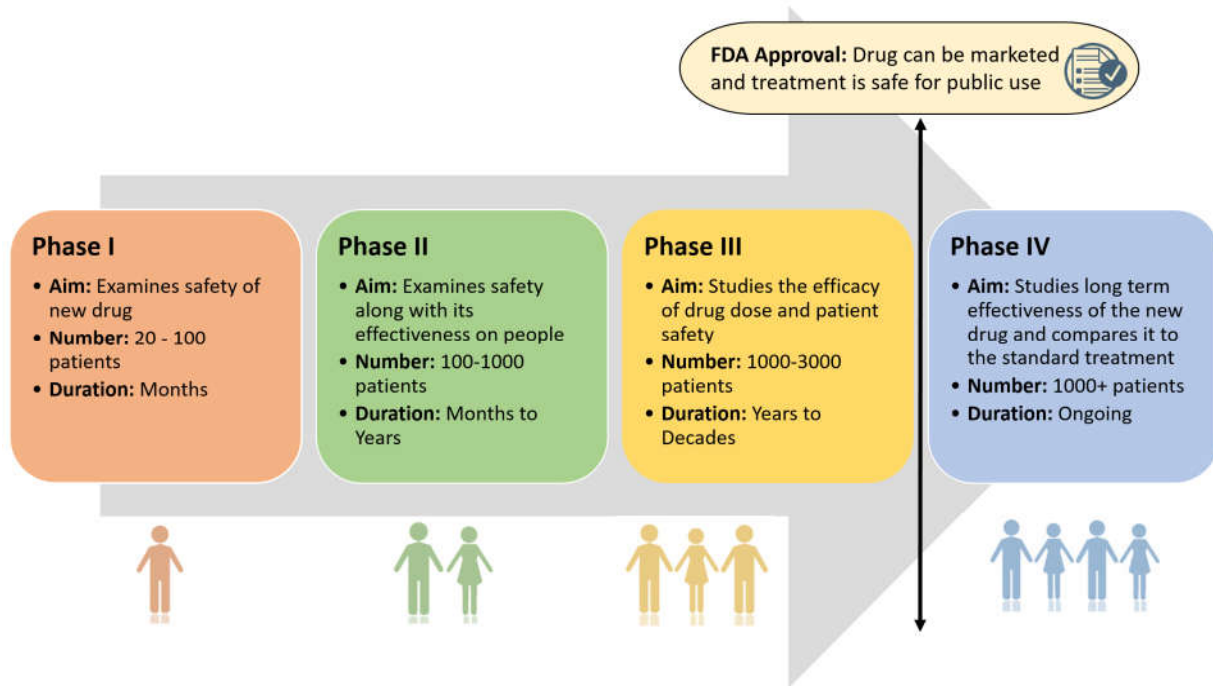 FDA Approval: Drug can be marketed
and treatment is safe for public use
Phase I
• Aim: Examines safety of
new drug
• Number: 20 - 100
patients
• Duration: Months
Phase II
• Aim: Examines safety
along with its
effectiveness on people
• Number: 100-1000
patients
• Duration: Months to
Years
Phase III
• Aim: Studies the efficacy
of drug dose and patient
safety
• Number: 1000-3000
patients
• Duration: Years to
Decades
Phase IV
• Aim: Studies long term
effectiveness of the new
drug and compares it to
the standard treatment
• Number: 1000+ patients
• Duration: Ongoing